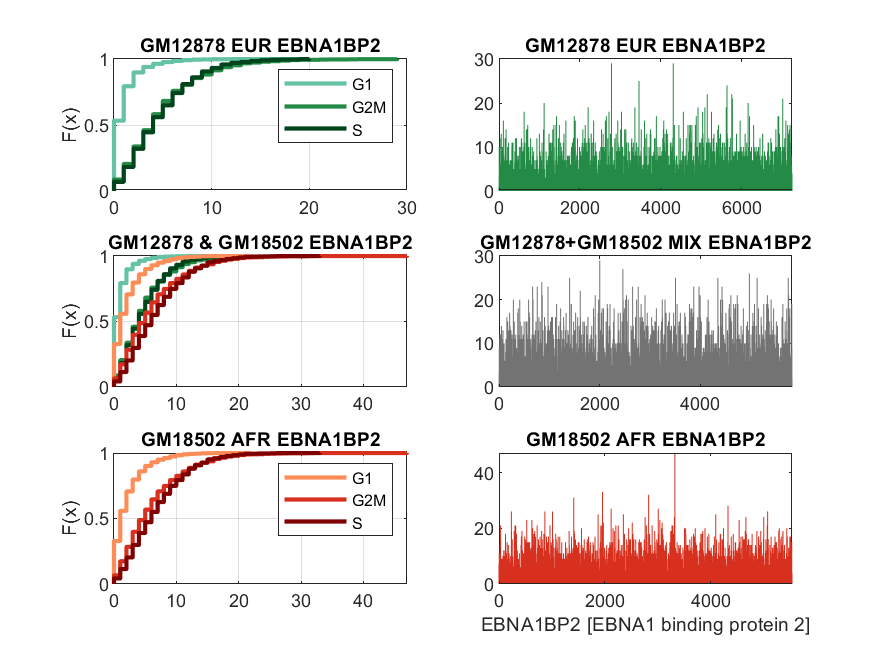 GM12878 EUR EBNA1BP2
F(x)
1
0.5
0
0 10 20 30
G1
G2M
S
GM12878 EUR EBNA1BP2
30
20
10
0
0 2000 4000 6000
GM12878 & GM18502 EBNA1BP2
F(x)
1
0.5
0
0 10 20 30 40
GM12878+GM18502 MIX EBNA1BP2
30
20
10
0
0 2000 4000
GM18502 AFR EBNA1BP2
F(x)
1
0.5
0
0 10 20 30 40
G1
G2M
S
GM18502 AFR EBNA1BP2
40
20
0
0 2000 4000
EBNA1BP2 [EBNA1 binding protein 2]